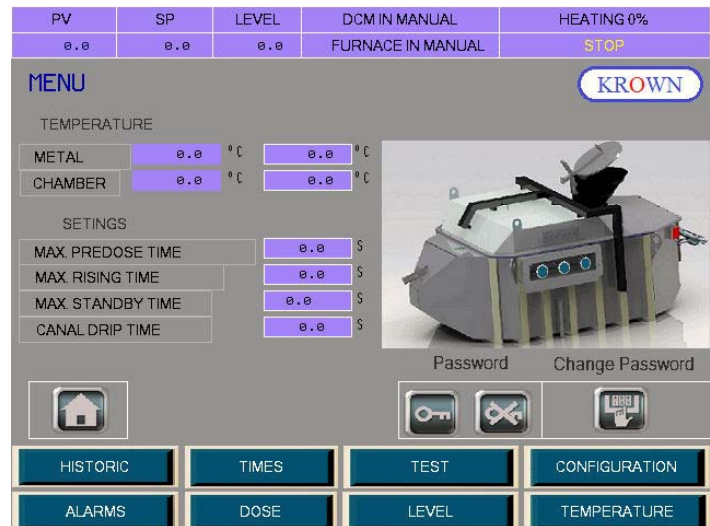 PV SP LEVEL DCM IN MANUAL HEATING 0%
0.0 0.0 0.0 FURNACE IN MANUAL STOP
MENU KROWN
TEMPERATURE
METAL 0.0 °C 0.0 °C
CHAMBER 0.0 °C 0.0 °C
SETINGS
MAX. PREDOSE TIME 0.0 S
MAX. RISING TIME 0.0 S
MAX. STANDBY TIME 0.0 S
CANAL DRIP TIME 0.0 S
Password Change Password
HISTORIC TIMES TEST CONFIGURATION
ALARMS DOSE LEVEL TEMPERATURE